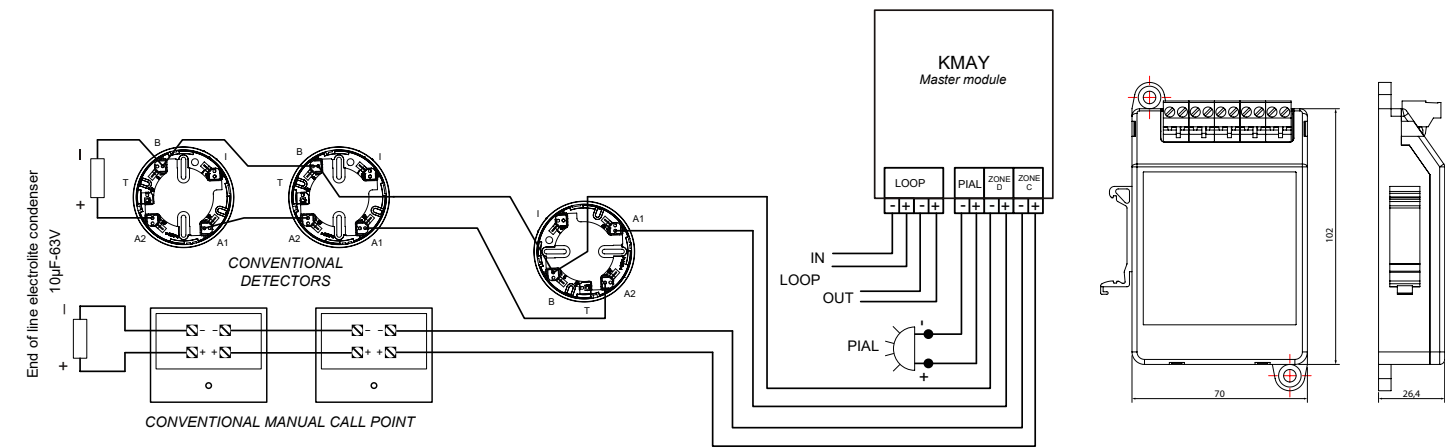 KMAY
Master module
LOOP
PIAL
ZONE
D
ZONE
C
- + - + - + - + - +
IN
LOOP
OUT
PIAL
-
+
End of line electrolite condenser
10µF-63V
-
+
B
I
T
A2
A1
B
I
T
A2
A1
CONVENTIONAL
DETECTORS
I
A1
B
T
A2
-
+
- -
+ +
- -
+ +
CONVENTIONAL MANUAL CALL POINT
102
70
26,4